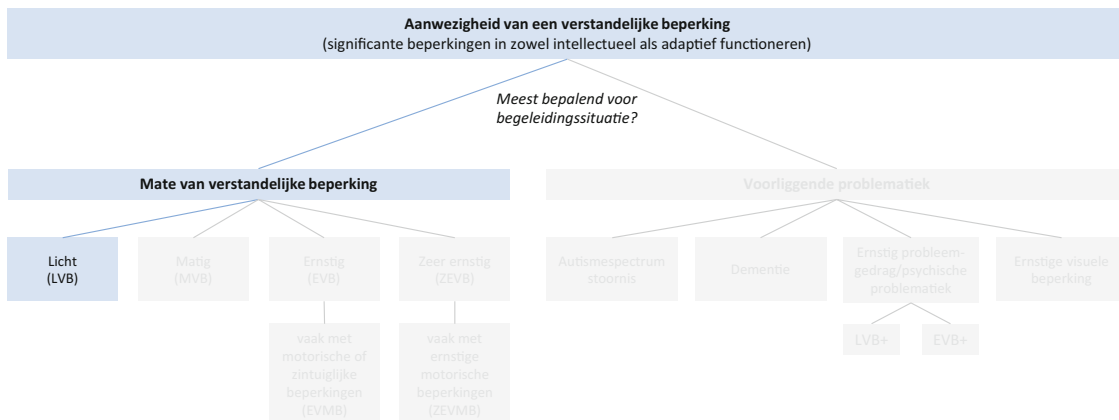 Aanwezigheid van een verstandelijke beperking
(significante beperkingen in zowel intellectueel als adaptief functioneren)
Meest bepalend voor
begeleidingssituatie?
Mate van verstandelijke beperking
Voorliggende problematiek
Licht
(LVB)
Matig
(MVB)
Ernstig
(EVB)
Zeer ernstig
(ZEVB)
Autismespectrum
stoornis
Dementie
Ernstig probleem-
gedrag/psychische
problematiek
Ernstige visuele
beperking
vaak met
motorische of
zintuiglijke
beperkingen
(EVMB)
vaak met
ernstige
motorische
beperkingen
(ZEVMB)
LVB+
EVB+